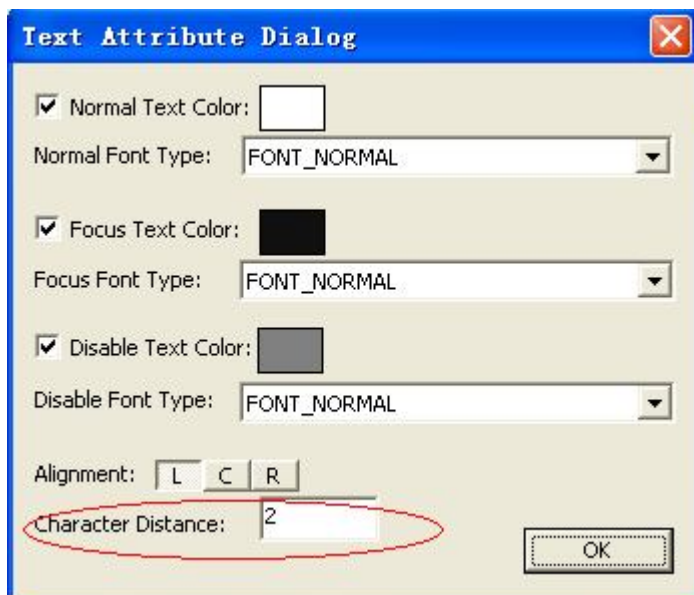 Text Attribute Dialog
Normal Text Color:
Normal Font Type: FONT_NORMAL
Focus Text Color:
Focus Font Type: FONT_NORMAL
Disable Text Color:
Disable Font Type: FONT_NORMAL
Alignment: L C R
Character Distance: 2
OK